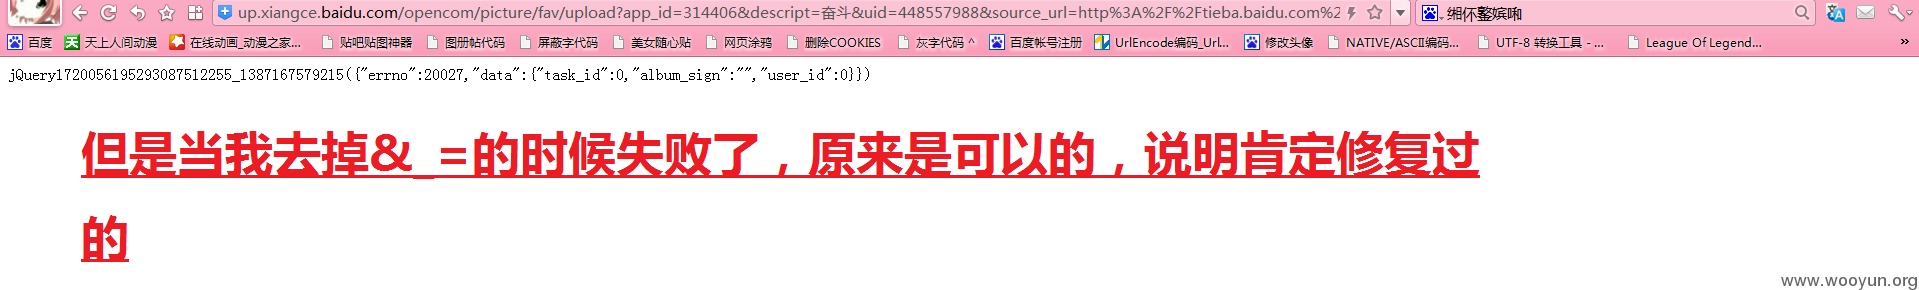 up.xiangce.baidu.com/opencom/picture/fav/upload?app_id=314406&descript=奋斗&uid=448557988&source_url=http%3A%2F%2Ftieba.baidu.com%2
百度 天上人间动漫 在线动画_动漫之家... 贴吧贴图神器 图册帖代码 屏蔽字代码 美女随心贴 网页涂鸦 删除COOKIES 灰字代码 ^ 百度帐号注册 UrlEncode编码_Url... 修改头像 NATIVE/ASCII编码... UTF-8 转换工具 - ... League Of Legend... »
jQuery1720056195293087512255_1387167579215({"errno":20027,"data":{"task_id":0,"album_sign":"","user_id":0}})
但是当我去掉&_=的时候失败了，原来是可以的，说明肯定修复过
的
www.wooyun.org